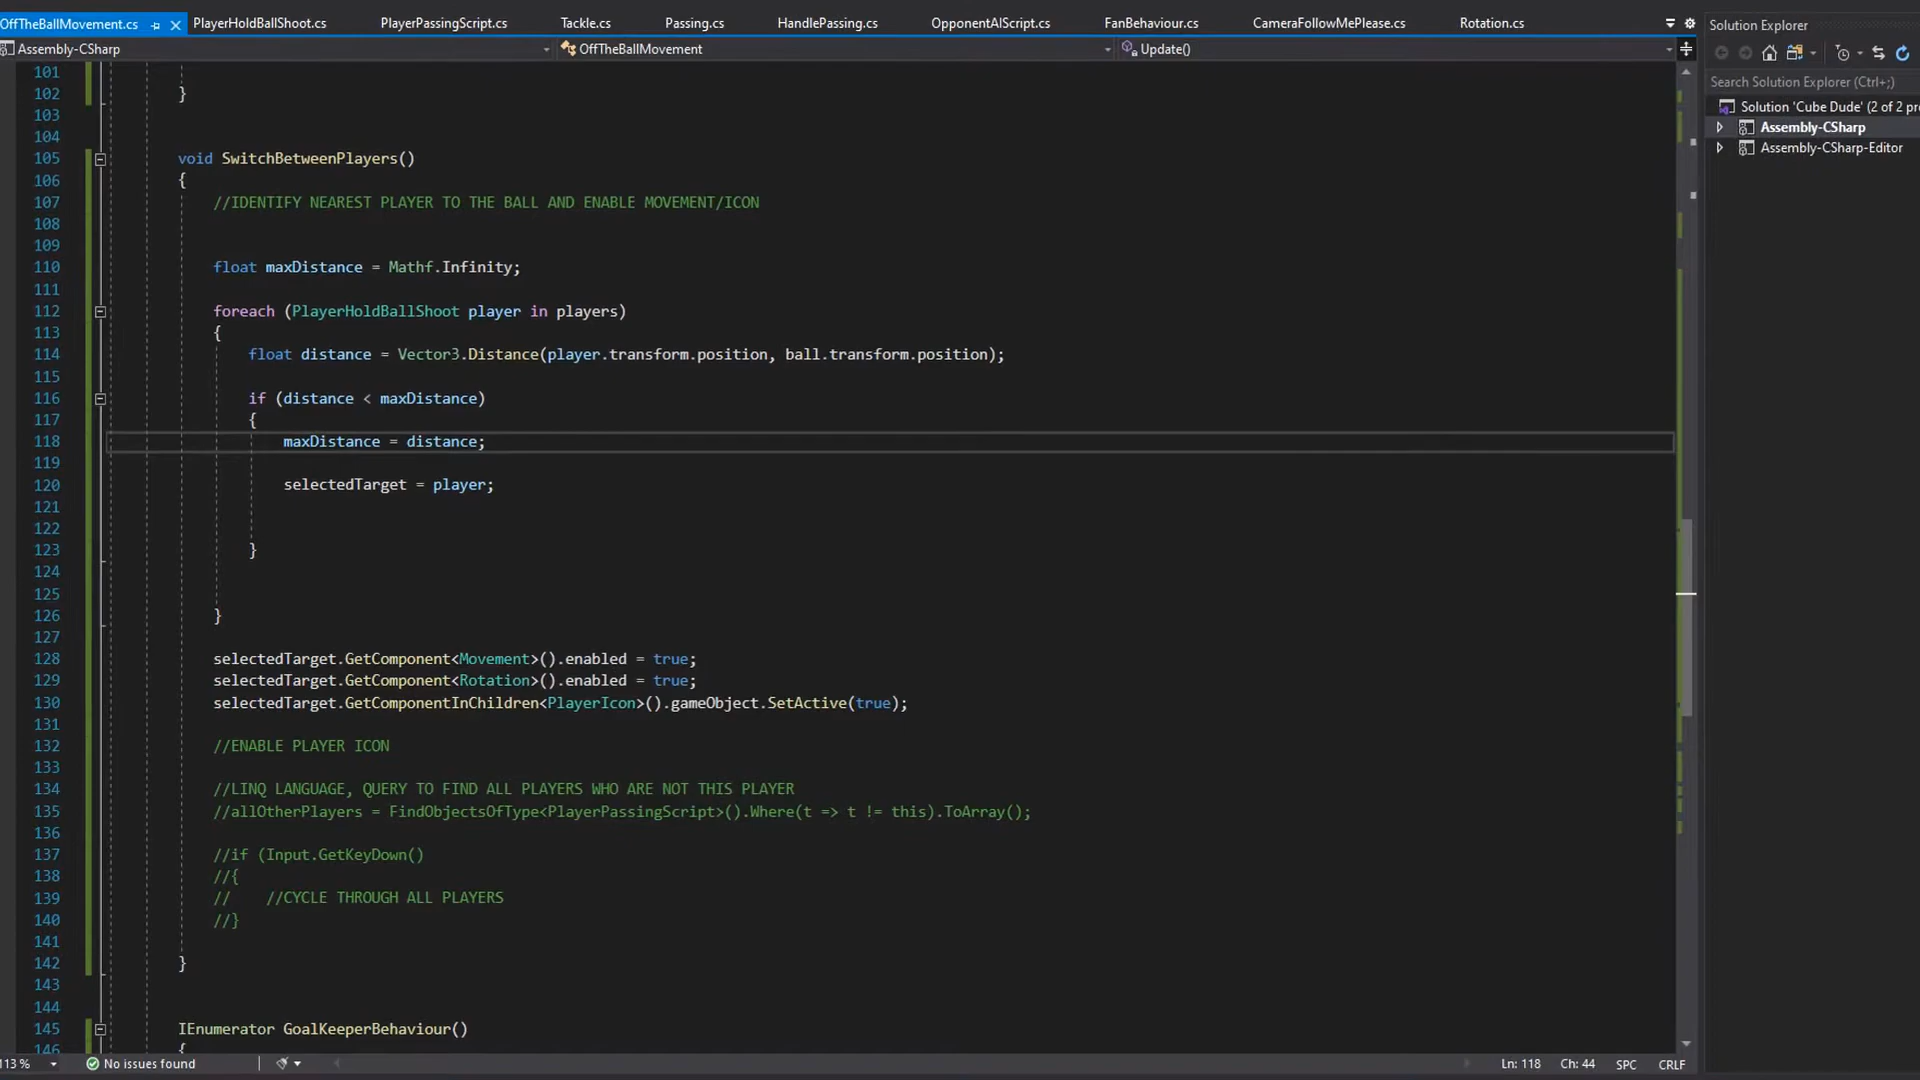 OffTheBallMovement.cs PlayerHoldBallShoot.cs PlayerPassingScript.cs Tackle.cs Passing.cs HandlePassing.cs OpponentAIScript.cs FanBehaviour.cs CameraFollowMePlease.cs Rotation.cs
Solution Explorer
Assembly-CSharp OffTheBallMovement Update()
Search Solution Explorer (Ctrl+;)
Solution 'Cube Dude' (2 of 2 pr
Assembly-CSharp
Assembly-CSharp-Editor
101
102 }
103
104
105 void SwitchBetweenPlayers()
106 {
107 //IDENTIFY NEAREST PLAYER TO THE BALL AND ENABLE MOVEMENT/ICON
108
109
110 float maxDistance = Mathf.Infinity;
111
112 foreach (PlayerHoldBallShoot player in players)
113 {
114 float distance = Vector3.Distance(player.transform.position, ball.transform.position);
115
116 if (distance < maxDistance)
117 {
118 maxDistance = distance;
119
120 selectedTarget = player;
121
122
123 }
124
125
126 }
127
128 selectedTarget.GetComponent<Movement>().enabled = true;
129 selectedTarget.GetComponent<Rotation>().enabled = true;
130 selectedTarget.GetComponentInChildren<PlayerIcon>().gameObject.SetActive(true);
131
132 //ENABLE PLAYER ICON
133
134 //LINQ LANGUAGE, QUERY TO FIND ALL PLAYERS WHO ARE NOT THIS PLAYER
135 //allOtherPlayers = FindObjectsOfType<PlayerPassingScript>().Where(t => t != this).ToArray();
136
137 //if (Input.GetKeyDown()
138 //{
139 // //CYCLE THROUGH ALL PLAYERS
140 //}
141
142 }
143
144
145 IEnumerator GoalKeeperBehaviour()
146 {
113 % No issues found Ln: 118 Ch: 44 SPC CRLF